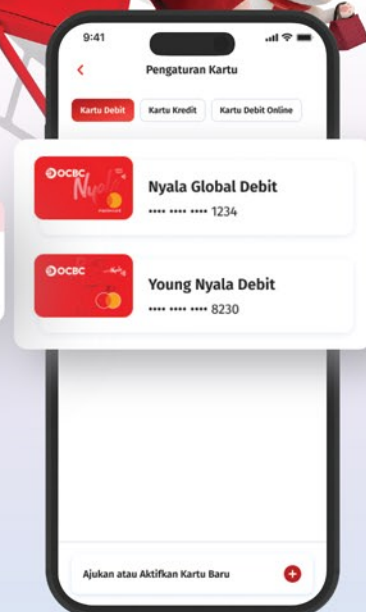 9:41
Pengaturan Kartu
Kartu Debit
Kartu Kredit
Kartu Debit Online
OCBC
Nyala
Nyala Global Debit
•••• •••• •••• 1234
OCBC
Young Nyala Debit
•••• •••• •••• 8230
Ajukan atau Aktifkan Kartu Baru